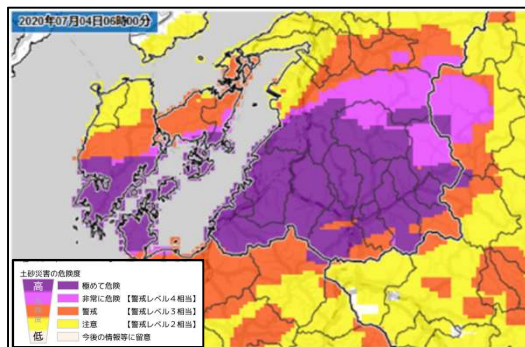 2020年07月04日06時00分
土砂災害の危険度
高
極めて危険
非常に危険 【警戒レベル4相当】
警戒 【警戒レベル3相当】
注意 【警戒レベル2相当】
低
今後の情報等に留意